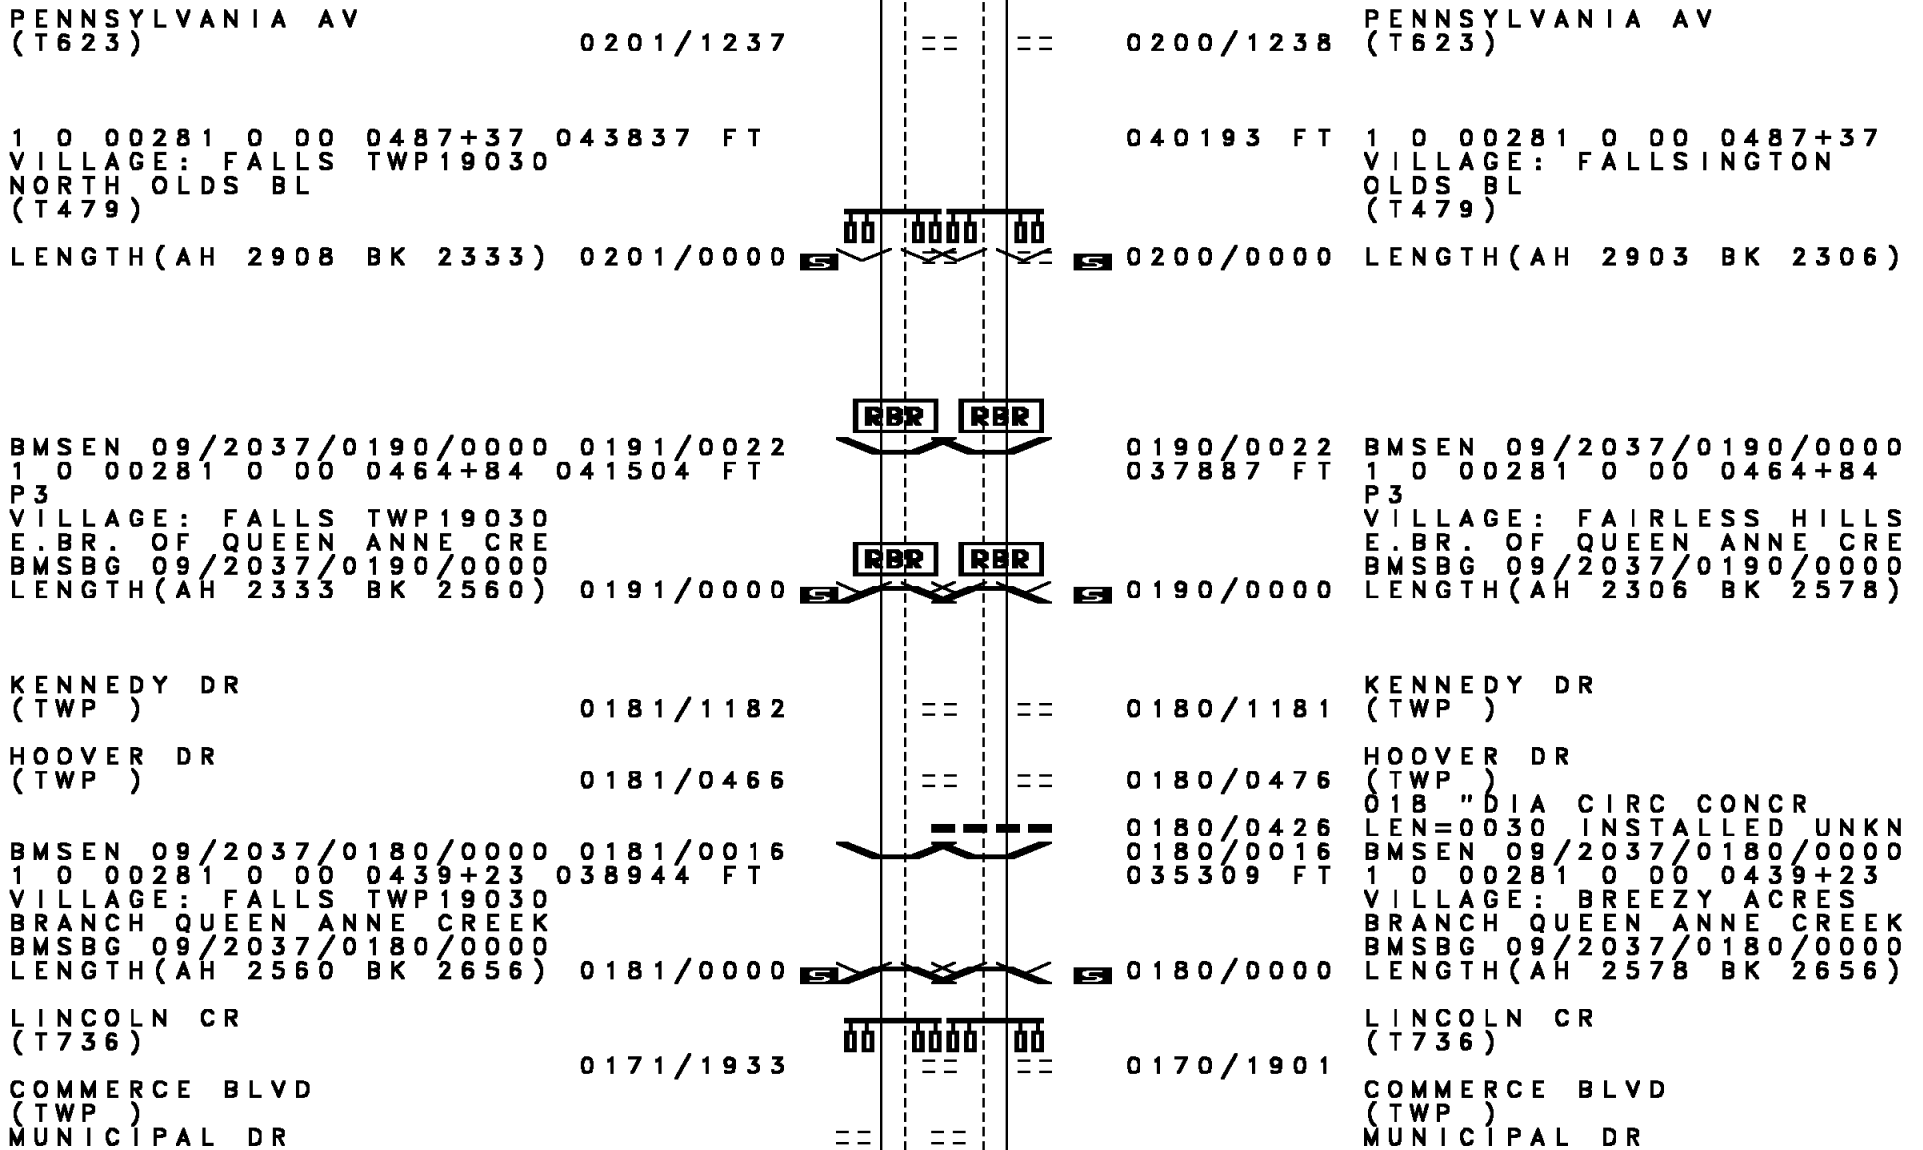 PENNSYLVANIA AV PENNSYLVANIA AV
(T623) 0201/1237 0200/1238 (T623)
1 0 00281 0 00 0487+37 043837 FT 040193 FT 1 0 00281 0 00 0487+37
VILLAGE: FALLS TWP19030 VILLAGE: FALLSINGTON
NORTH OLDS BL OLDS BL
(T479) (T479)
LENGTH(AH 2908 BK 2333) 0201/0000 S S 0200/0000 LENGTH(AH 2903 BK 2306)
RBR RBR
BMSEN 09/2037/0190/0000 0191/0022 0190/0022 BMSEN 09/2037/0190/0000
1 0 00281 0 00 0464+84 041504 FT 037887 FT 1 0 00281 0 00 0464+84
P3 P3
VILLAGE: FALLS TWP19030 VILLAGE: FAIRLESS HILLS
E.BR. OF QUEEN ANNE CRE E.BR. OF QUEEN ANNE CRE
RBR RBR
BMSBG 09/2037/0190/0000 BMSBG 09/2037/0190/0000
LENGTH(AH 2333 BK 2560) 0191/0000 S S 0190/0000 LENGTH(AH 2306 BK 2578)
KENNEDY DR KENNEDY DR
(TWP ) 0181/1182 0180/1181 (TWP )
HOOVER DR HOOVER DR
(TWP ) 0181/0466 0180/0476 (TWP )
018 "DIA CIRC CONCR
0180/0426 LEN=0030 INSTALLED UNKN
BMSEN 09/2037/0180/0000 0181/0016 0180/0016 BMSEN 09/2037/0180/0000
1 0 00281 0 00 0439+23 038944 FT 035309 FT 1 0 00281 0 00 0439+23
VILLAGE: FALLS TWP19030 VILLAGE: BREEZY ACRES
BRANCH QUEEN ANNE CREEK BRANCH QUEEN ANNE CREEK
BMSBG 09/2037/0180/0000 BMSBG 09/2037/0180/0000
LENGTH(AH 2560 BK 2656) 0181/0000 S S 0180/0000 LENGTH(AH 2578 BK 2656)
LINCOLN CR LINCOLN CR
(T736) (T736)
0171/1933 0170/1901
COMMERCE BLVD COMMERCE BLVD
(TWP ) (TWP )
MUNICIPAL DR MUNICIPAL DR